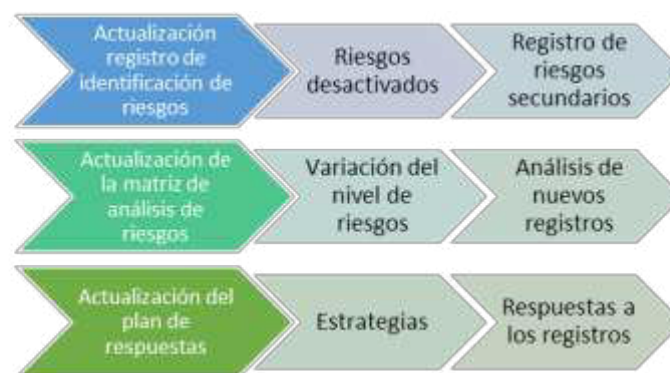 Actualización
registro de
identificación de
riesgos
Riesgos
desactivados
Registro de
riesgos
secundarios
Actualización de
la matriz de
análisis de
riesgos
Variación del
nivel de
riesgos
Análisis de
nuevos
registros
Actualización del
plan de
respuestas
Estrategias
Respuestas a
los registros